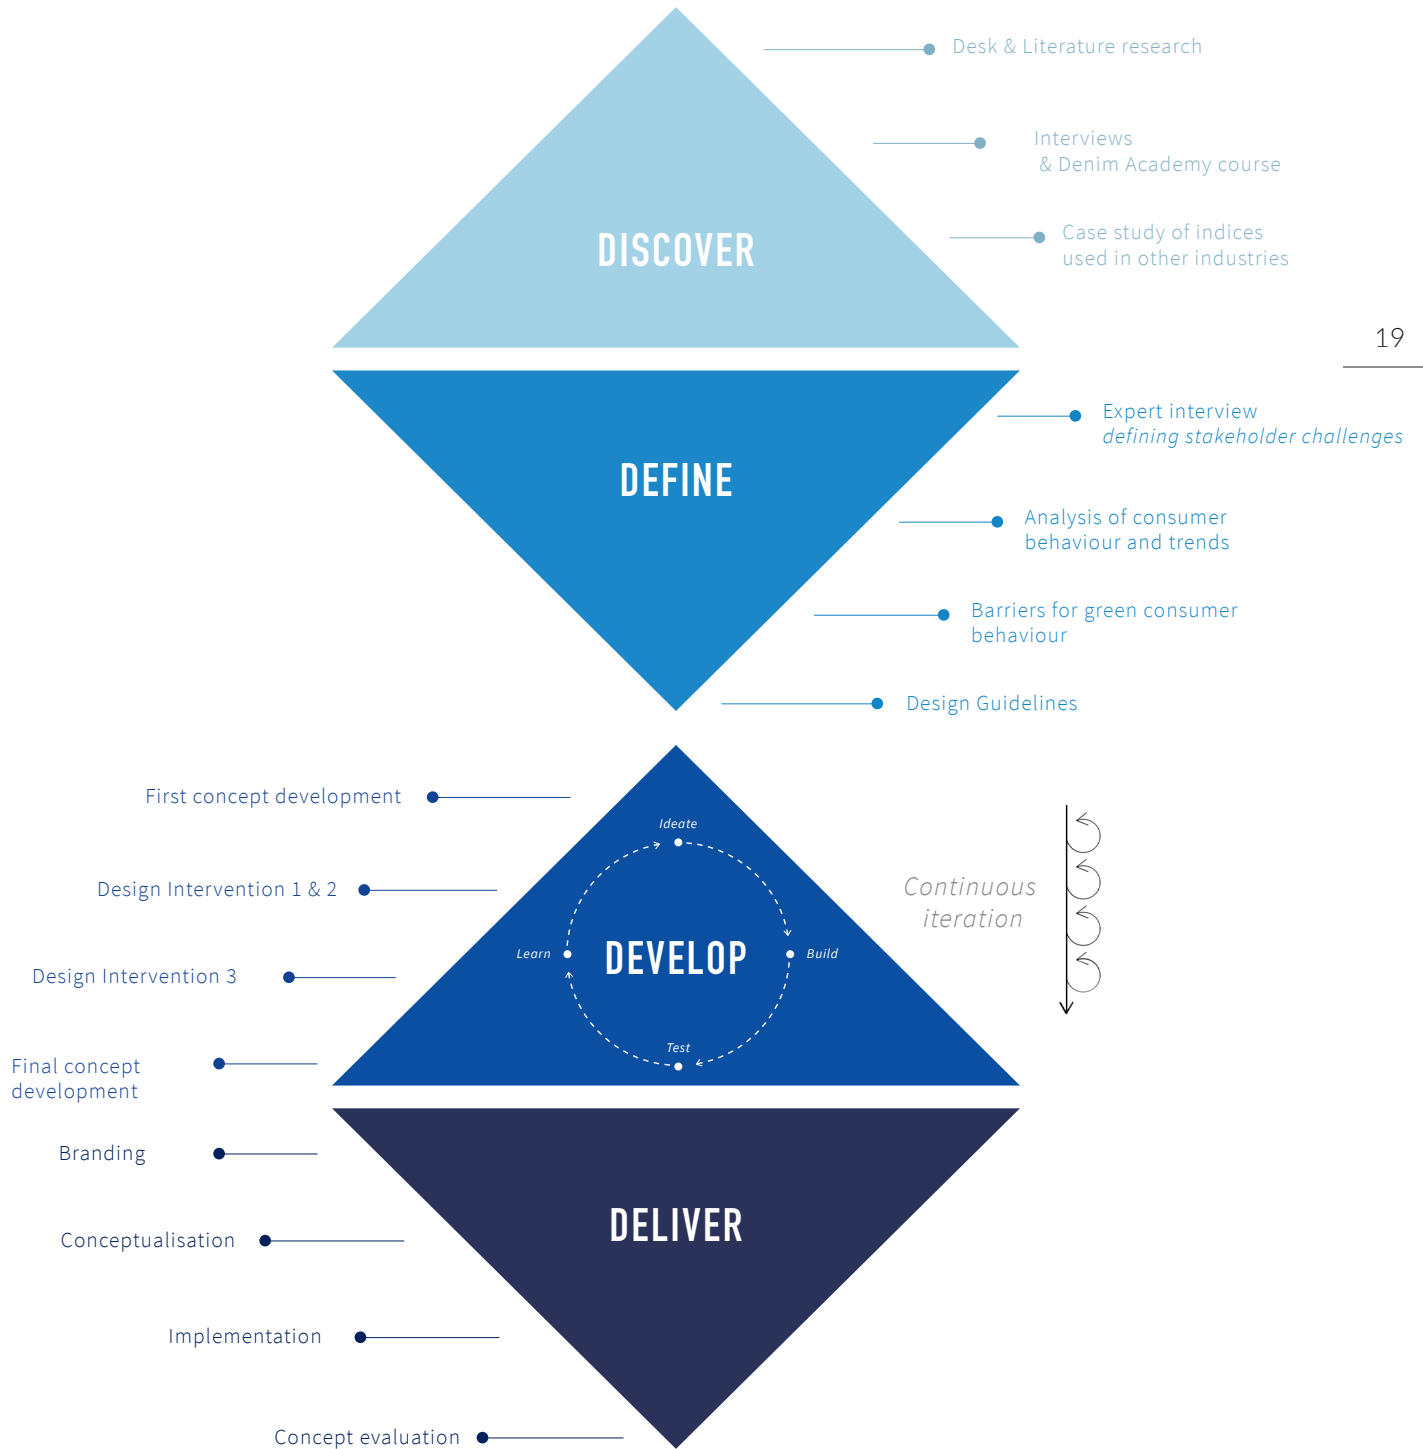 Desk & Literature research
Interviews
& Denim Academy course
DISCOVER
Case study of indices
used in other industries
19
Expert interview
defining stakeholder challenges
DEFINE
Analysis of consumer
behaviour and trends
Barriers for green consumer
behaviour
Design Guidelines
First concept development
Ideate
Design Intervention 1 & 2
Continuous
iteration
Learn
DEVELOP
Build
Design Intervention 3
Test
Final concept
development
Branding
DELIVER
Conceptualisation
Implementation
Concept evaluation